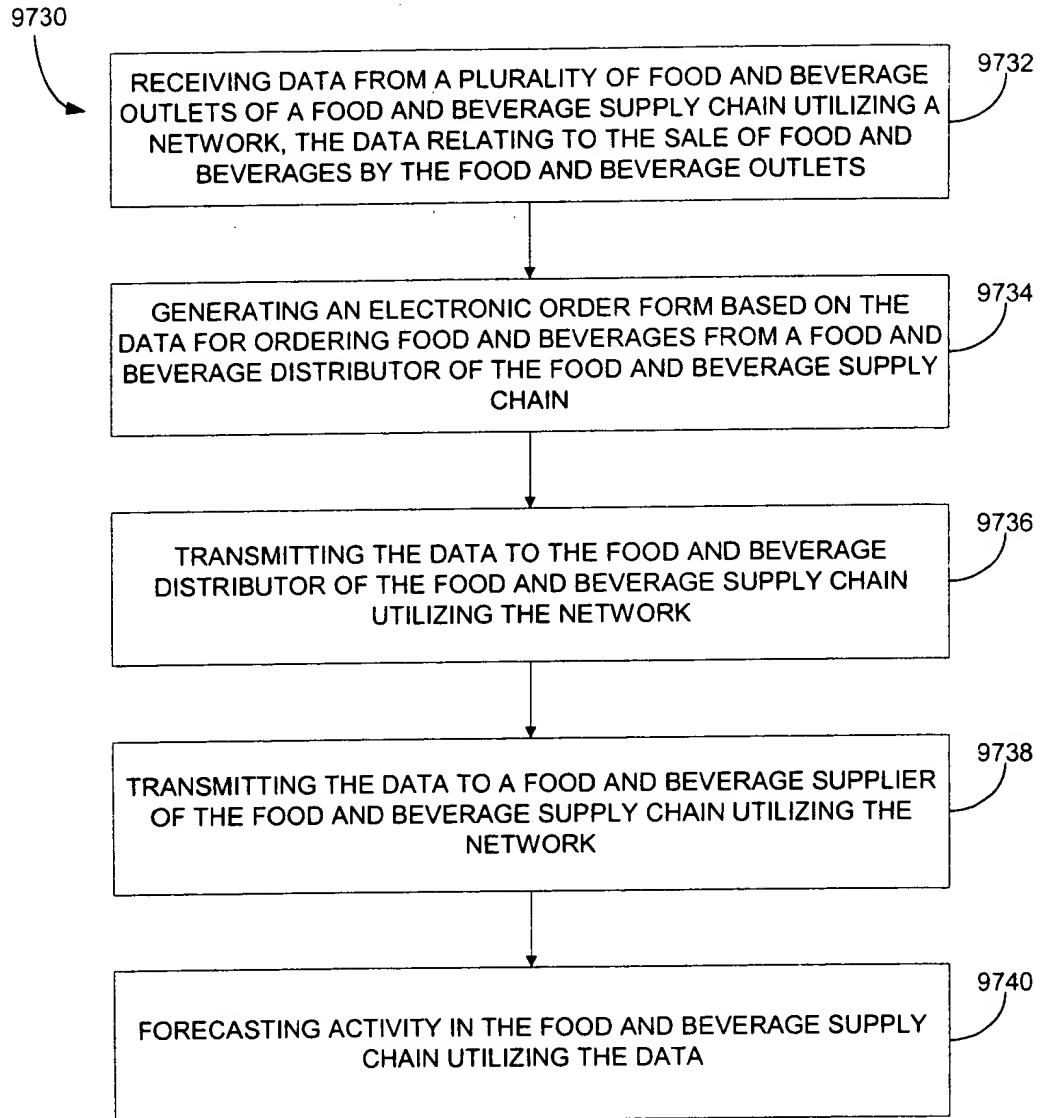 9730
RECEIVING DATA FROM A PLURALITY OF FOOD AND BEVERAGE
OUTLETS OF A FOOD AND BEVERAGE SUPPLY CHAIN UTILIZING A
NETWORK, THE DATA RELATING TO THE SALE OF FOOD AND
BEVERAGES BY THE FOOD AND BEVERAGE OUTLETS
9732
GENERATING AN ELECTRONIC ORDER FORM BASED ON THE
DATA FOR ORDERING FOOD AND BEVERAGES FROM A FOOD AND
BEVERAGE DISTRIBUTOR OF THE FOOD AND BEVERAGE SUPPLY
CHAIN
9734
TRANSMITTING THE DATA TO THE FOOD AND BEVERAGE
DISTRIBUTOR OF THE FOOD AND BEVERAGE SUPPLY CHAIN
UTILIZING THE NETWORK
9736
TRANSMITTING THE DATA TO A FOOD AND BEVERAGE SUPPLIER
OF THE FOOD AND BEVERAGE SUPPLY CHAIN UTILIZING THE
NETWORK
9738
FORECASTING ACTIVITY IN THE FOOD AND BEVERAGE SUPPLY
CHAIN UTILIZING THE DATA
9740